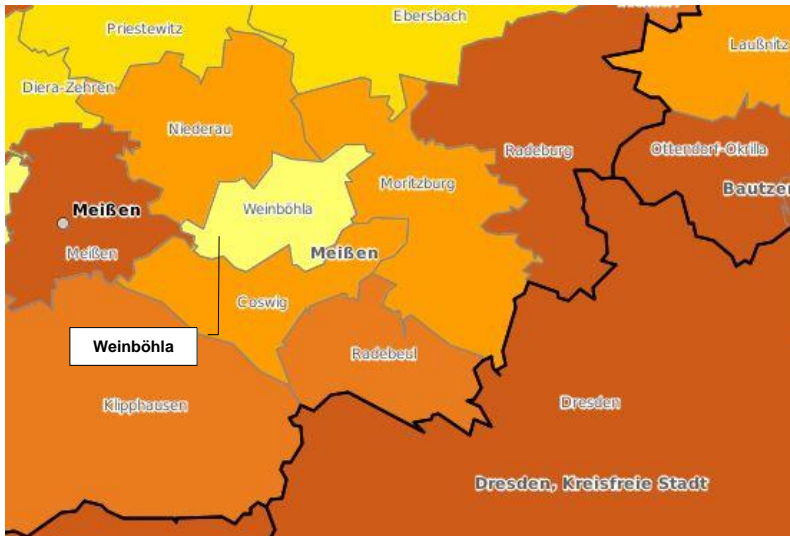 Ebersbach
Priestewitz
Laußnitz
Diera-Zehren
Niederau
Radeburg
Ottendorf-Okrilla
Moritzburg
Bautzen
Meißen
Weinböhla
Meißen
Meißen
Coswig
Weinböhla
Radebeul
Klipphausen
Dresden
Dresden, Kreisfreie Stadt